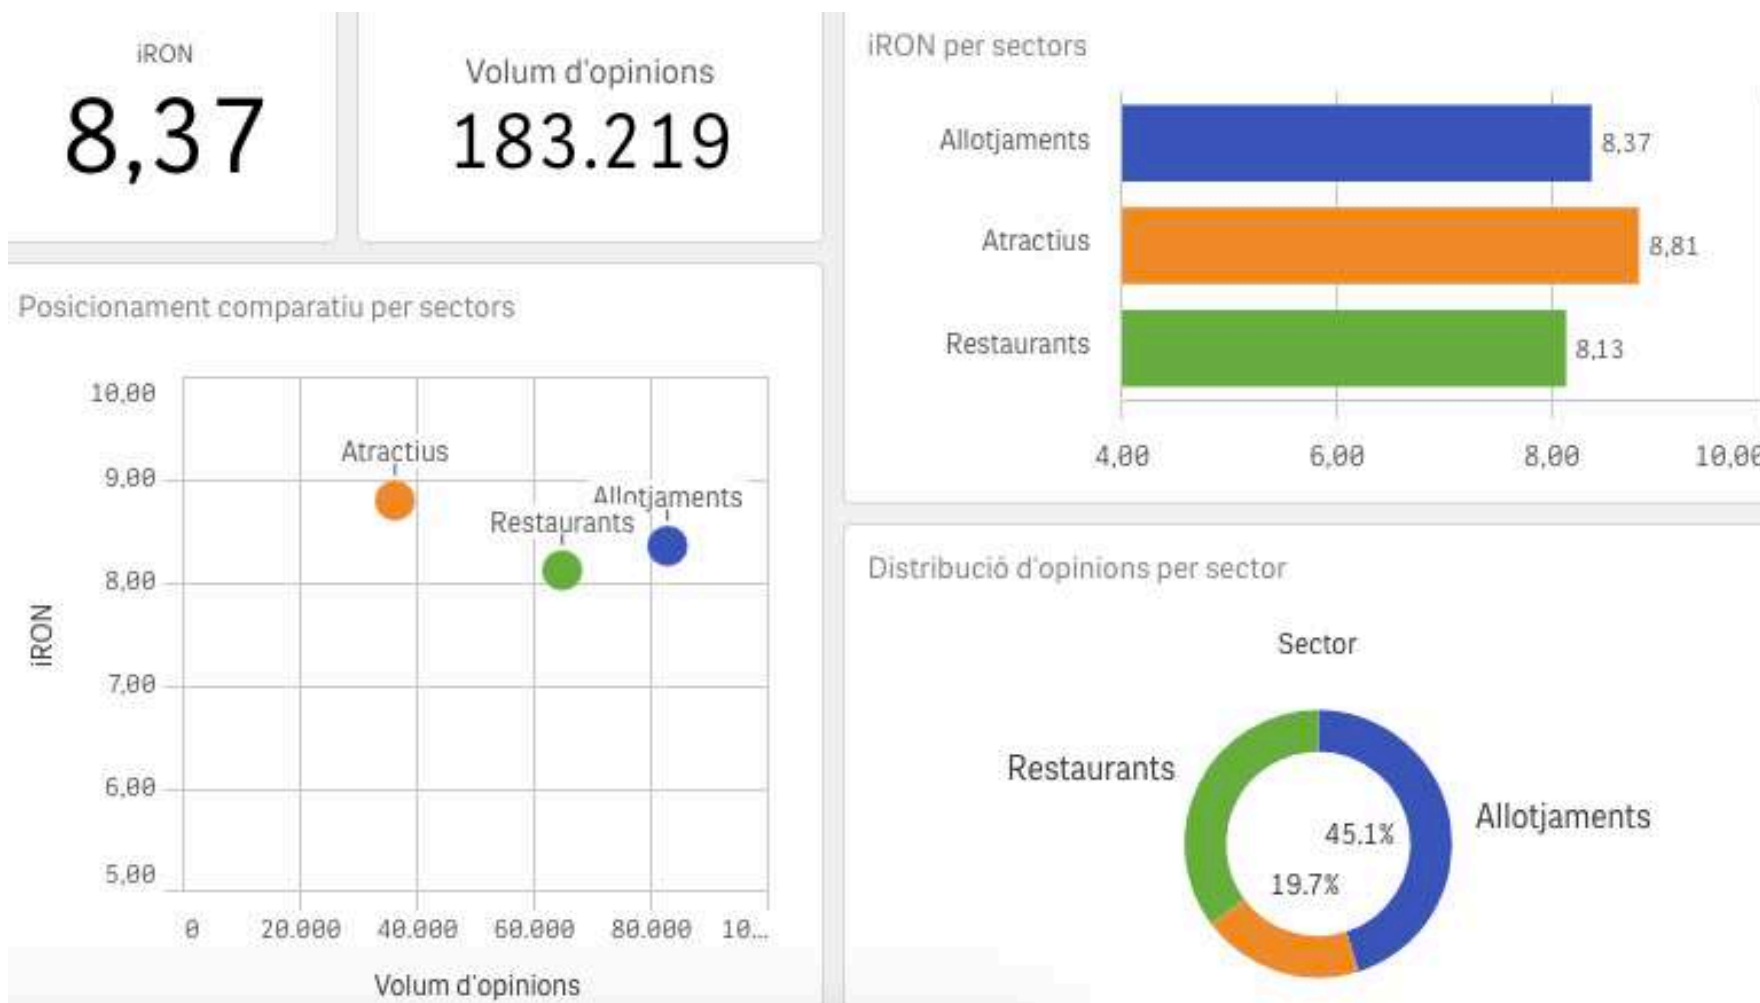 iRON
8,37
Volum d'opinions
183.219
iRON per sectors
Allotjaments
8,37
Atractius
8,81
Restaurants
8,13
4,00 6,00 8,00 10,00
Posicionament comparatiu per sectors
10,00
9,00
8,00
7,00
6,00
5,00
iRON
Atractius
Allotjaments
Restaurants
0 20.000 40.000 60.000 80.000 10...
Volum d'opinions
Distribució d'opinions per sector
Sector
Restaurants
Allotjaments
45.1%
19.7%